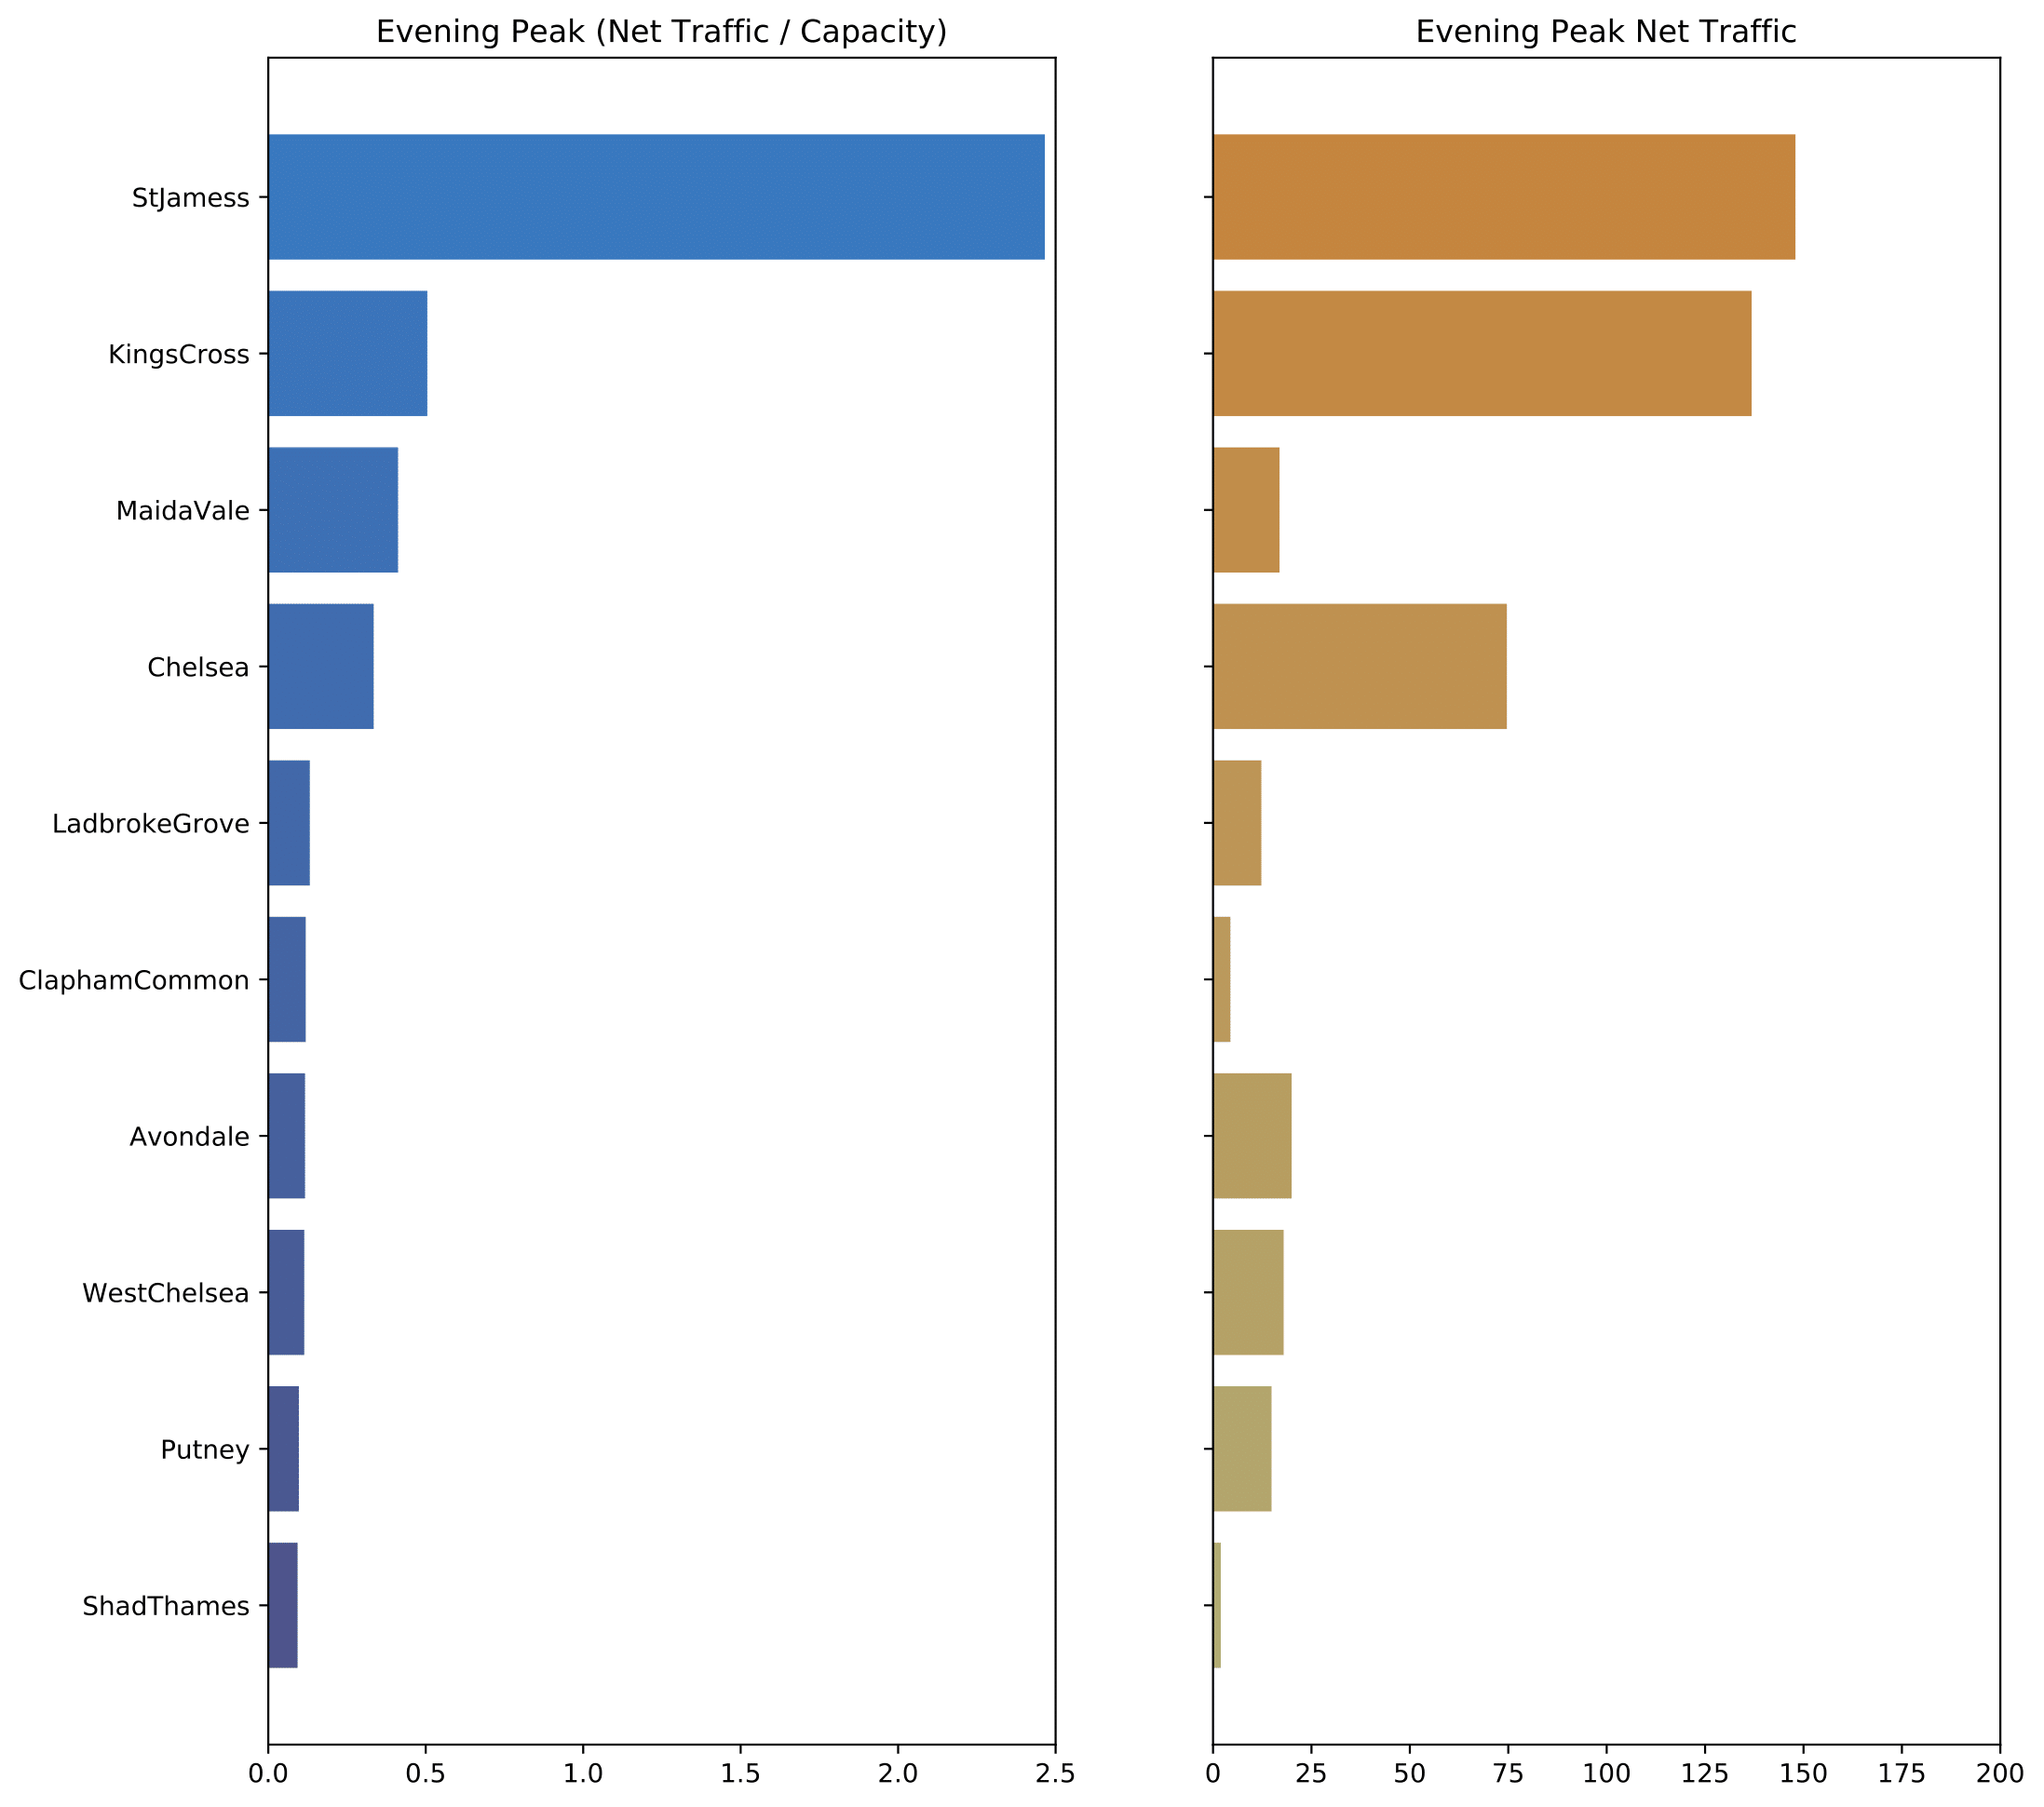 Evening Peak (Net Traffic / Capacity)
StJamess
KingsCross
MaidaVale
Chelsea
LadbrokeGrove
ClaphamCommon
Avondale
WestChelsea
Putney
ShadThames
0.0 0.5 1.0 1.5 2.0 2.5
Evening Peak Net Traffic
0 25 50 75 100 125 150 175 200